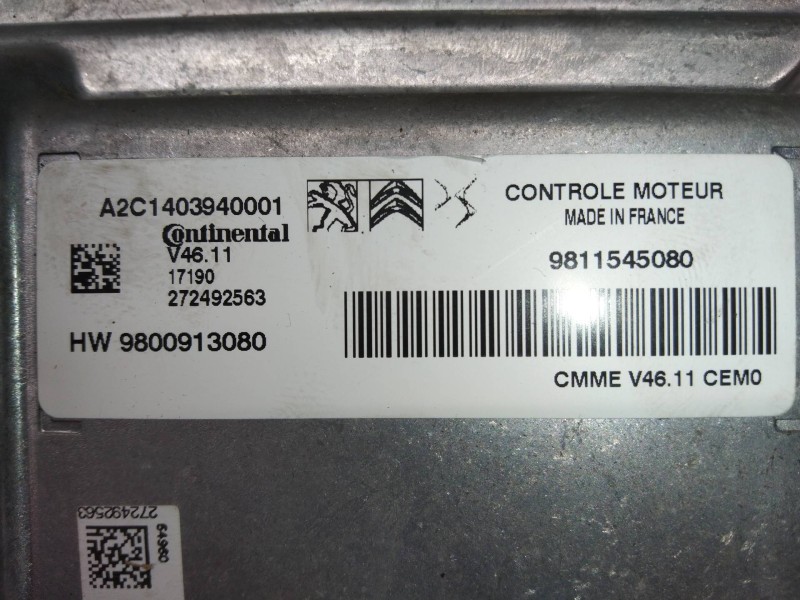 A2C1403940001
Continental
V46.11
17190
272492563
HW 9800913080
CONTROLE MOTEUR
MADE IN FRANCE
9811545080
CMME V46.11 CEM0
272492563
64960